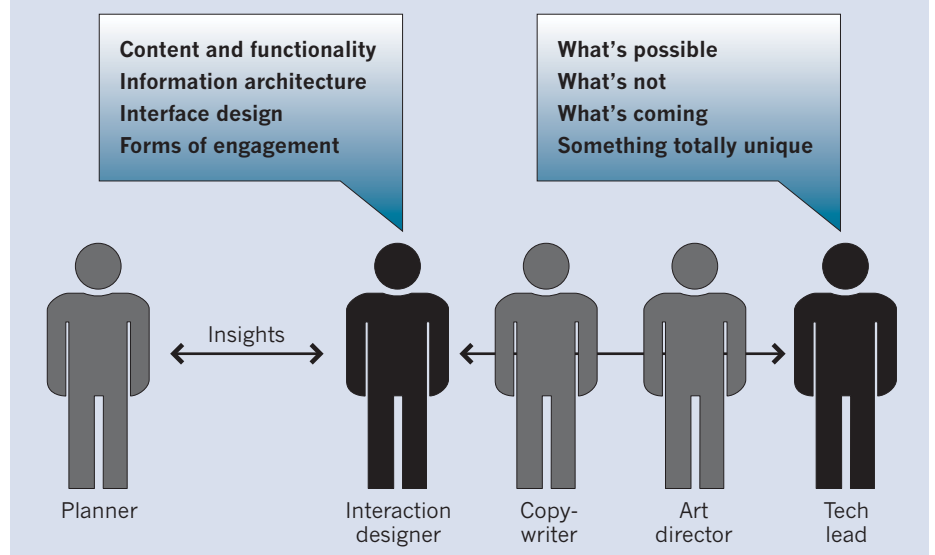 Content and functionality
Information architecture
Interface design
Forms of engagement
What's possible
What's not
What's coming
Something totally unique
Insights
Planner
Interaction
designer
Copy-
writer
Art
director
Tech
lead